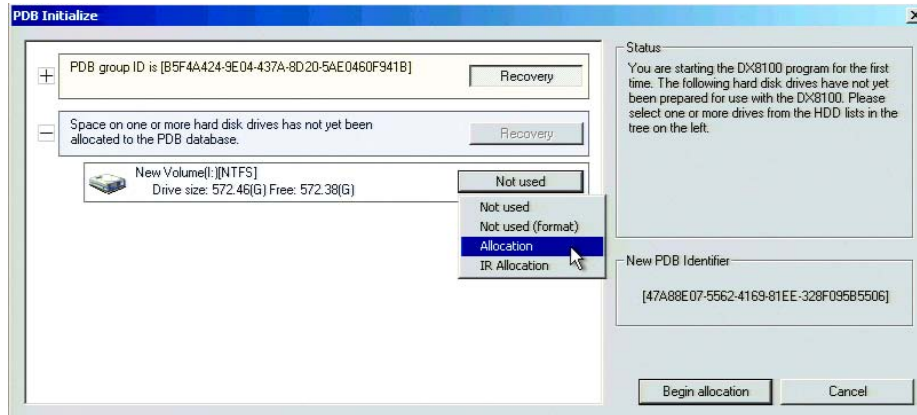 PDB Initialize
PDB group ID is [B5F4A424-9E04-437A-8D20-5AE0460F941B]
Recovery
Space on one or more hard disk drives has not yet been
allocated to the PDB database.
Recovery
New Volume(I:)[NTFS]
Drive size: 572.46(G) Free: 572.38(G)
Not used
Not used
Not used (format)
Allocation
IR Allocation
Status
You are starting the DX8100 program for the first
time. The following hard disk drives have not yet
been prepared for use with the DX8100. Please
select one or more drives from the HDD lists in the
tree on the left.
New PDB Identifier
[47A88E07-5562-4169-81EE-328F095B5506]
Begin allocation
Cancel